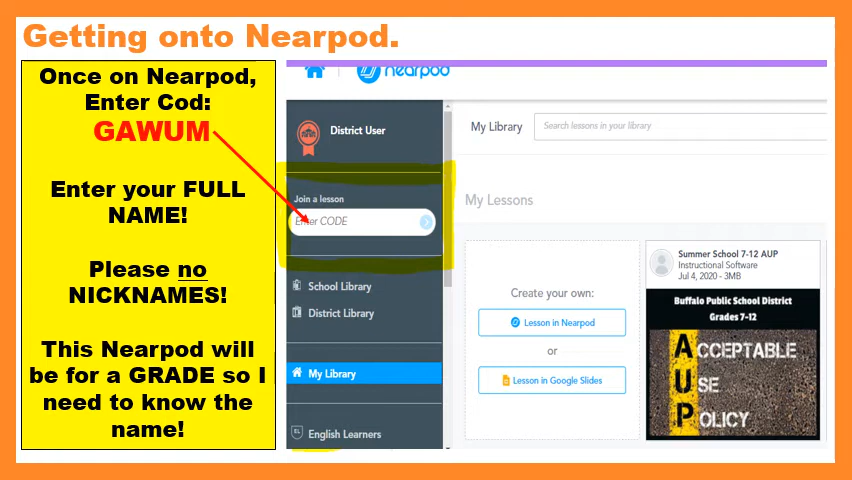 Getting onto Nearpod.
Once on Nearpod,
Enter Cod:
GAWUM
Enter your FULL
NAME!
Please no
NICKNAMES!
This Nearpod will
be for a GRADE so I
need to know the
name!
nearpod
District User
Join a lesson
Enter CODE
School Library
District Library
My Library
English Learners
EL
My Library
Search lessons in your library
My Lessons
Create your own:
Lesson in Nearpod
or
Lesson in Google Slides
Summer School 7-12 AUP
Instructional Software
Jul 4, 2020 - 3MB
Buffalo Public School District
Grades 7-12
ACCEPTABLE
USE
POLICY